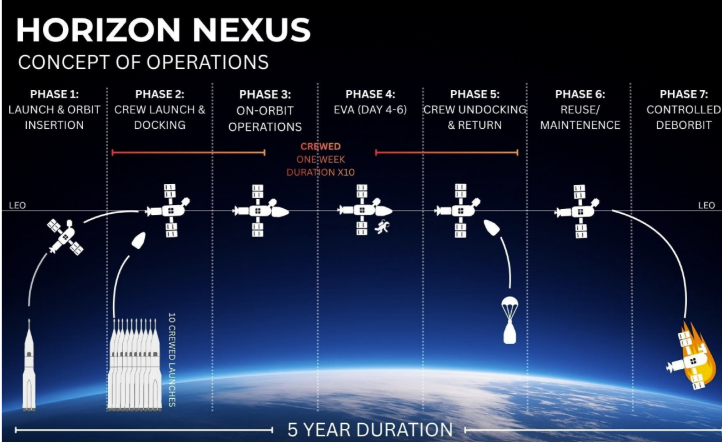 HORIZON NEXUS
CONCEPT OF OPERATIONS
PHASE 1:
LAUNCH & ORBIT
INSERTION
PHASE 2:
CREW LAUNCH &
DOCKING
PHASE 3:
ON-ORBIT
OPERATIONS
PHASE 4:
EVA (DAY 4-6)
PHASE 5:
CREW UNDOCKING
& RETURN
PHASE 6:
REUSE/
MAINTENENCE
PHASE 7:
CONTROLLED
DEBORBIT
CREWED
ONE WEEK
DURATION X10
LEO
LEO
10 CREWED LAUNCHES
5 YEAR DURATION